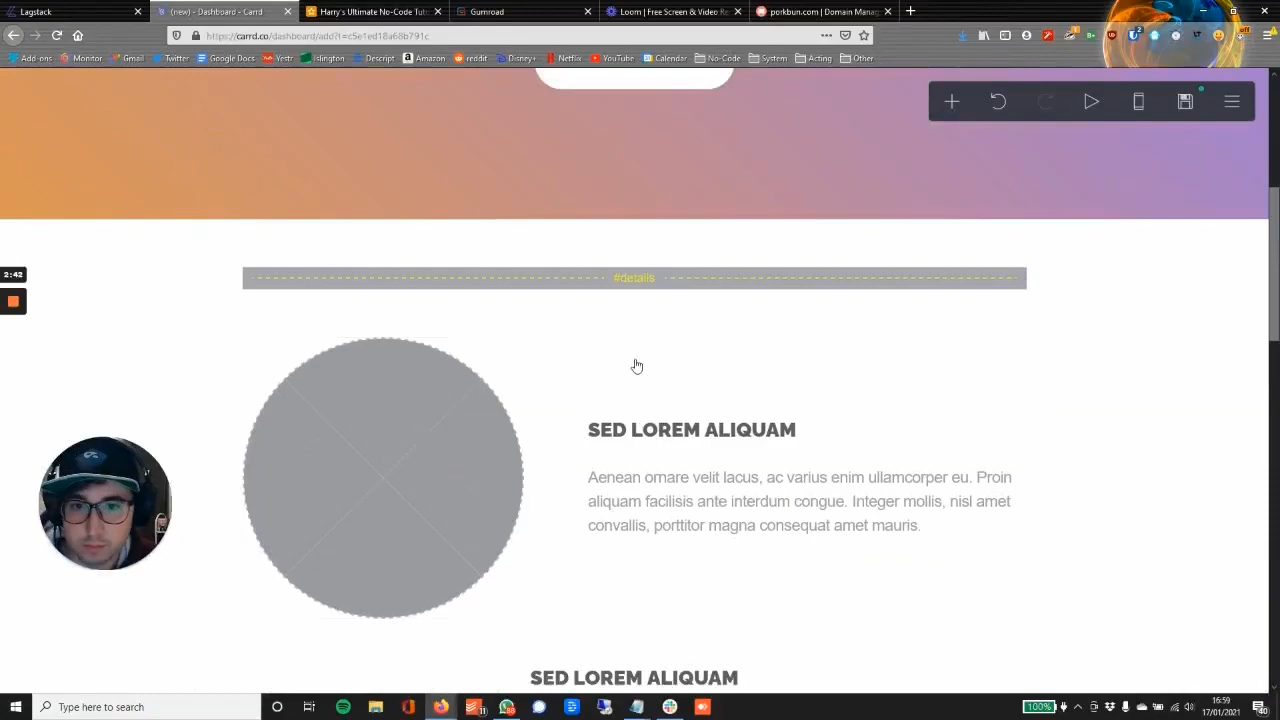 Lagstack
(new) - Dashboard - Carrd
Harry's Ultimate No-Code Tuto
Gumroad
Loom | Free Screen & Video Re
porkbun.com | Domain Manag
https://carrd.co/dashboard/add?t=c5e1ed18a68b791c
Add-ons
Monitor
Gmail
Twitter
Google Docs
Yestr
Islington
Descript
Amazon
reddit
Disney+
Netflix
YouTube
Calendar
No-Code
System
Acting
Other
2:42
#details
SED LOREM ALIQUAM
Aenean ornare velit lacus, ac varius enim ullamcorper eu. Proin
aliquam facilisis ante interdum congue. Integer mollis, nisl amet
convallis, porttitor magna consequat amet mauris.
SED LOREM ALIQUAM
Type here to search
100%
16:59
17/01/2021